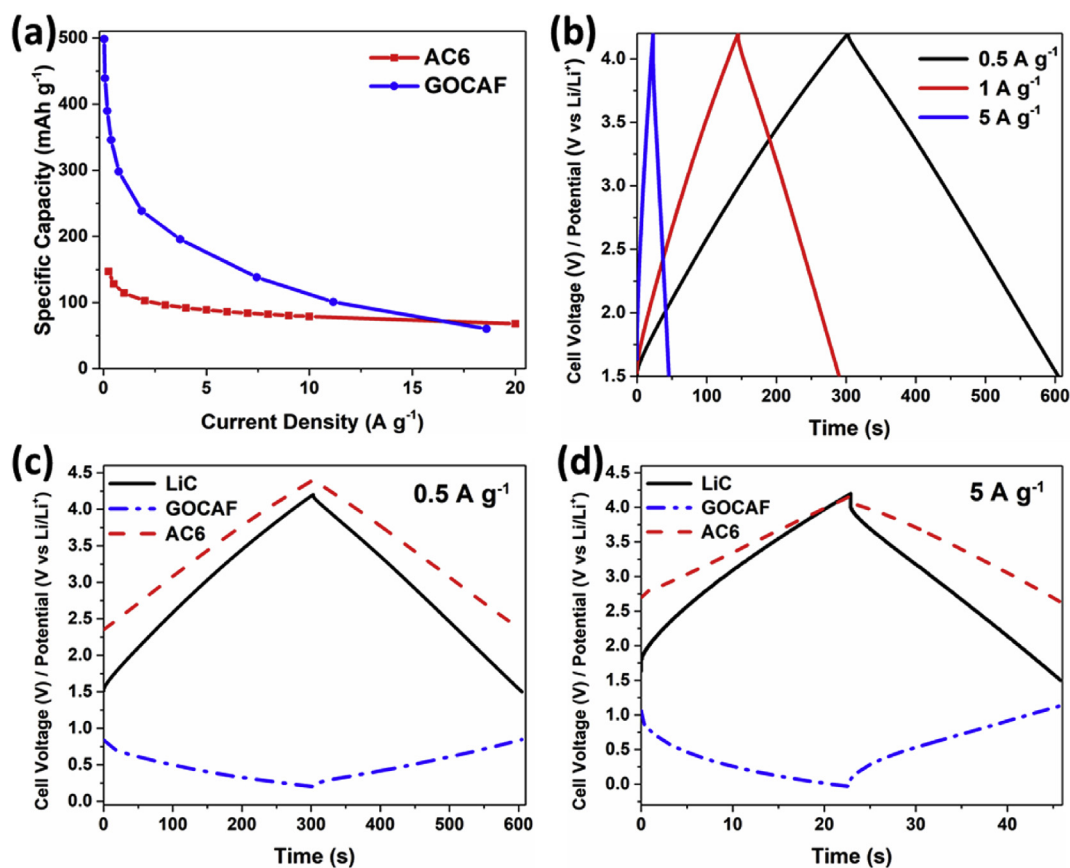 (a)
500
400
300
200
100
0
Specific Capacity (mAh g⁻¹)
AC6
GOCAF
0 5 10 15 20
Current Density (A g⁻¹)
(b)
4.0
3.5
3.0
2.5
2.0
1.5
Cell Voltage (V) / Potential (V vs Li/Li⁺)
0.5 A g⁻¹
1 A g⁻¹
5 A g⁻¹
0 100 200 300 400 500 600
Time (s)
(c)
4.5
4.0
3.5
3.0
2.5
2.0
1.5
1.0
0.5
0.0
Cell Voltage (V) / Potential (V vs Li/Li⁺)
LiC
GOCAF
AC6
0.5 A g⁻¹
0 100 200 300 400 500 600
Time (s)
(d)
4.5
4.0
3.5
3.0
2.5
2.0
1.5
1.0
0.5
0.0
Cell Voltage (V) / Potential (V vs Li/Li⁺)
LiC
GOCAF
AC6
5 A g⁻¹
0 10 20 30 40
Time (s)